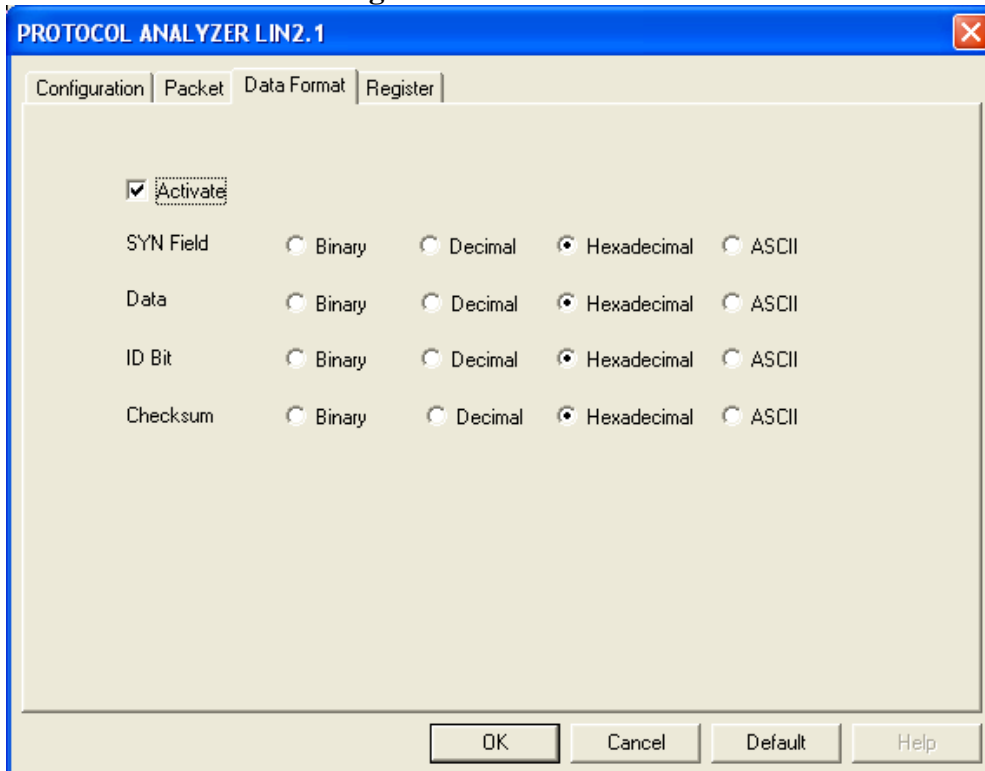 PROTOCOL ANALYZER LIN2.1
Configuration Packet Data Format Register
Activate
SYN Field Binary Decimal Hexadecimal ASCII
Data Binary Decimal Hexadecimal ASCII
ID Bit Binary Decimal Hexadecimal ASCII
Checksum Binary Decimal Hexadecimal ASCII
OK Cancel Default Help